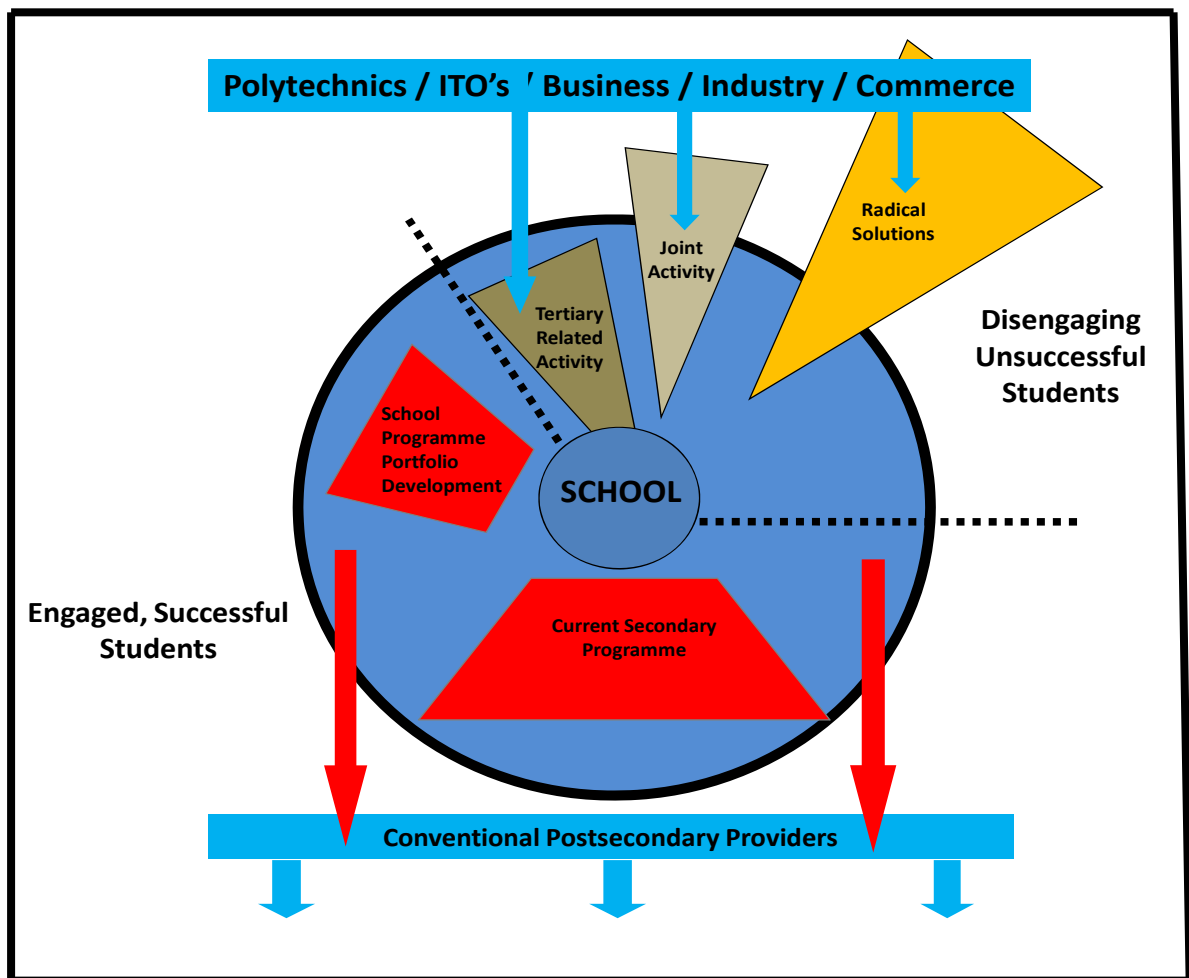 Polytechnics / ITO's / Business / Industry / Commerce
Radical
Solutions
Joint
Activity
Tertiary
Related
Activity
Disengaging
Unsuccessful
Students
School
Programme
Portfolio
Development
SCHOOL
Engaged, Successful
Students
Current Secondary
Programme
Conventional Postsecondary Providers